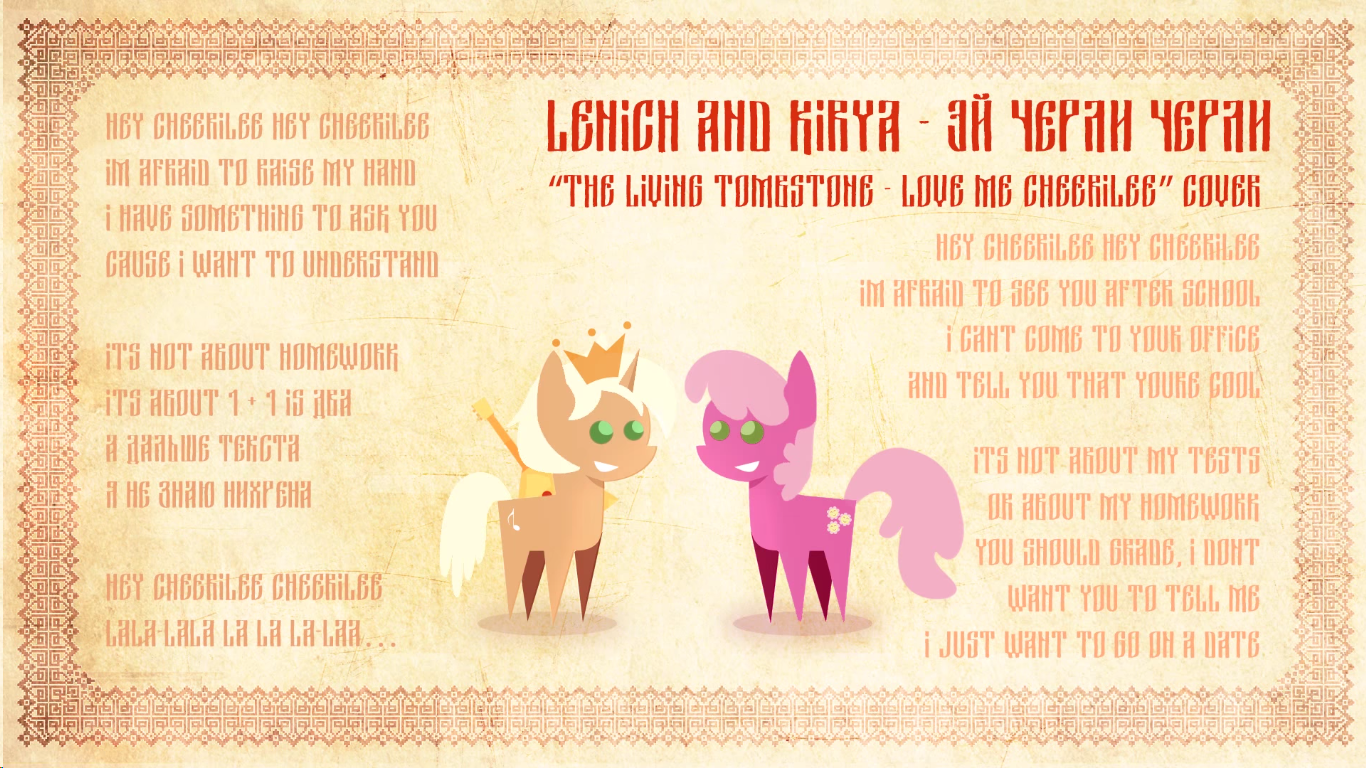 LENiCH AND KiRYA - ЭЙ ЧЕРЛИ ЧЕРЛИ
“THE LiViNG TOMBSTONE - LOVE ME CHEERiLEE” COVER
HEY CHEERiLEE HEY CHEERiLEE
iM AFRAiD TO RAiSE MY HAND
i HAVE SOMETHiNG TO ASK YOU
CAUSE i WANT TO UNDERSTAND
iTS NOT ABOUT HOMEWORK
iTS ABOUT 1 + 1 iS ДВА
А ДАЛЬШЕ ТЕКСТА
Я НЕ ЗНАЮ НИХРЕНА
HEY CHEERiLEE CHEERiLEE
LALA-LALA LA LA LA-LAA...
HEY CHEERiLEE HEY CHEERiLEE
iM AFRAiD TO SEE YOU AFTER SCHOOL
i CANT COME TO YOUR OFFiCE
AND TELL YOU THAT YOURE COOL
iTS NOT ABOUT MY TESTS
OR ABOUT MY HOMEWORK
YOU SHOULD GRADE, i DONT
WANT YOU TO TELL ME
i JUST WANT TO GO ON A DATE